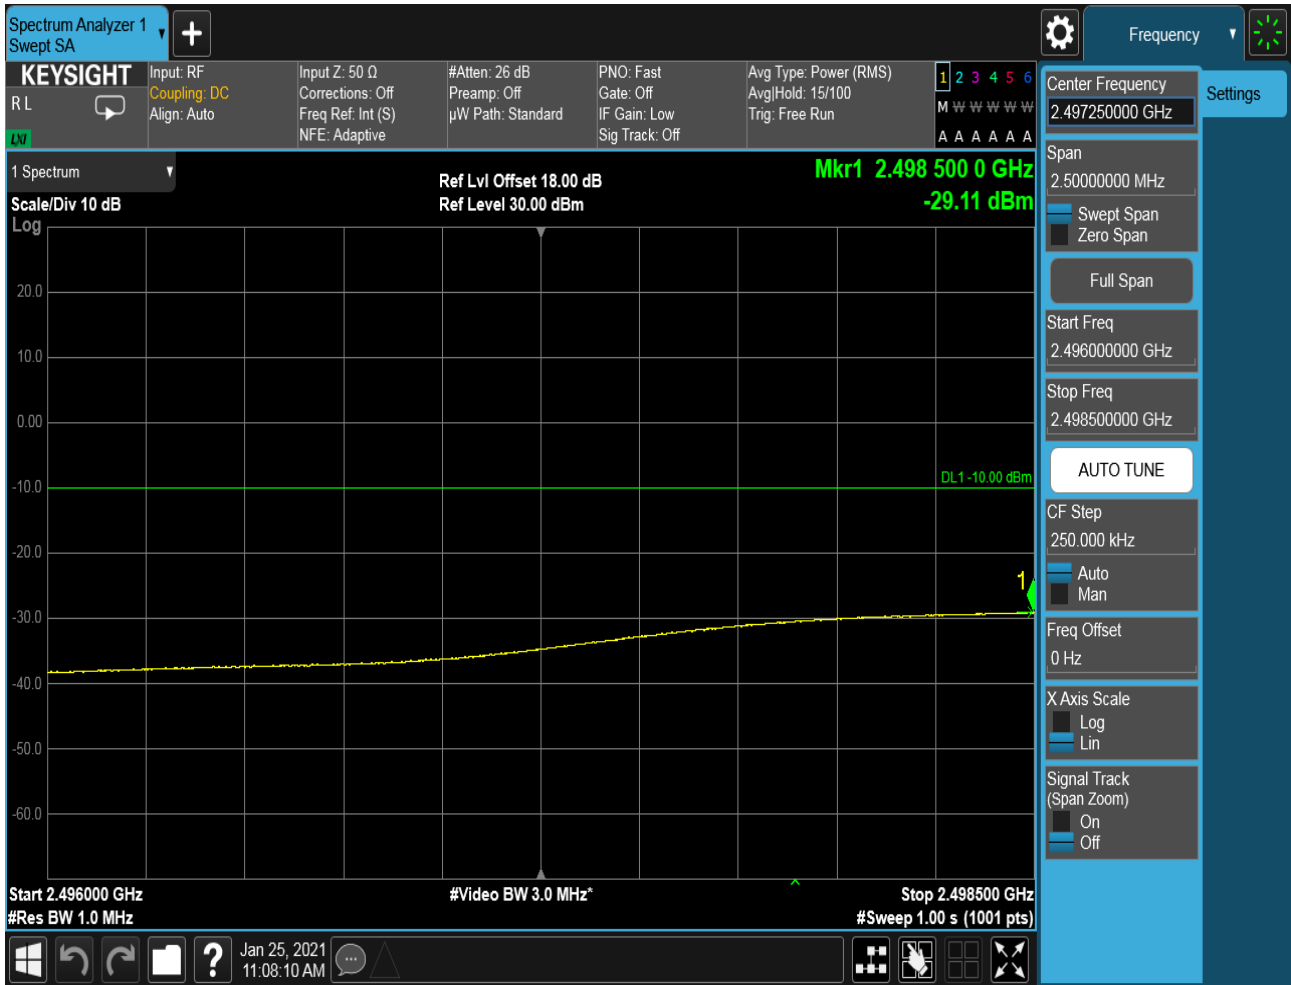 Spectrum Analyzer 1
Swept SA
+
Frequency
KEYSIGHT
R L
LXI
Input: RF
Coupling: DC
Align: Auto
Input Z: 50 Ω
Corrections: Off
Freq Ref: Int (S)
NFE: Adaptive
#Atten: 26 dB
Preamp: Off
µW Path: Standard
PNO: Fast
Gate: Off
IF Gain: Low
Sig Track: Off
Avg Type: Power (RMS)
Avg|Hold: 15/100
Trig: Free Run
1 2 3 4 5 6
M W W W W W
A A A A A A
1 Spectrum
Scale/Div 10 dB
Log
Ref Lvl Offset 18.00 dB
Ref Level 30.00 dBm
Mkr1 2.498 500 0 GHz
-29.11 dBm
20.0
10.0
0.00
-10.0
DL1 -10.00 dBm
-20.0
1
-30.0
-40.0
-50.0
-60.0
Start 2.496000 GHz
#Video BW 3.0 MHz*
Stop 2.498500 GHz
#Res BW 1.0 MHz
#Sweep 1.00 s (1001 pts)
?
Jan 25, 2021
11:08:10 AM
Center Frequency
2.497250000 GHz
Settings
Span
2.50000000 MHz
Swept Span
Zero Span
Full Span
Start Freq
2.496000000 GHz
Stop Freq
2.498500000 GHz
AUTO TUNE
CF Step
250.000 kHz
Auto
Man
Freq Offset
0 Hz
X Axis Scale
Log
Lin
Signal Track
(Span Zoom)
On
Off